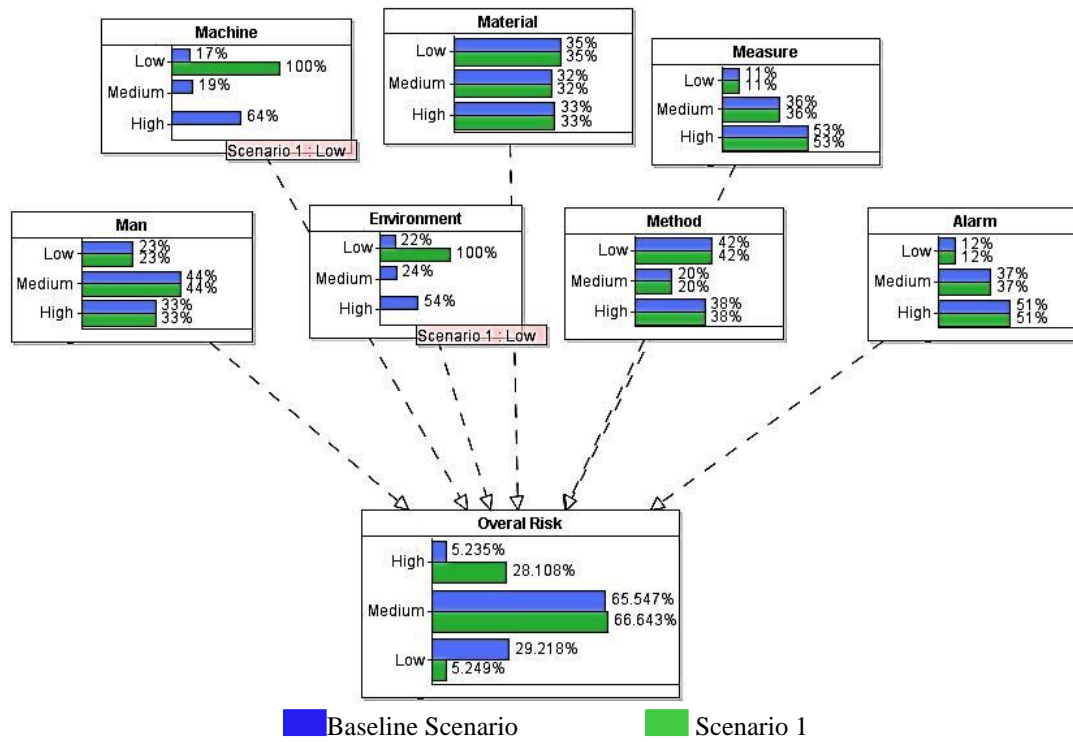 Machine
Low 17%
100%
Medium 19%
High 64%
Scenario 1 : Low
Material
Low 35%
35%
Medium 32%
32%
High 33%
33%
Measure
Low 11%
11%
Medium 36%
36%
High 53%
53%
Man
Low 23%
23%
Medium 44%
44%
High 33%
33%
Environment
Low 22%
100%
Medium 24%
High 54%
Scenario 1 : Low
Method
Low 42%
42%
Medium 20%
20%
High 38%
38%
Alarm
Low 12%
12%
Medium 37%
37%
High 51%
51%
Overal Risk
High 5.235%
28.108%
Medium 65.547%
66.643%
Low 29.218%
5.249%
Baseline Scenario
Scenario 1